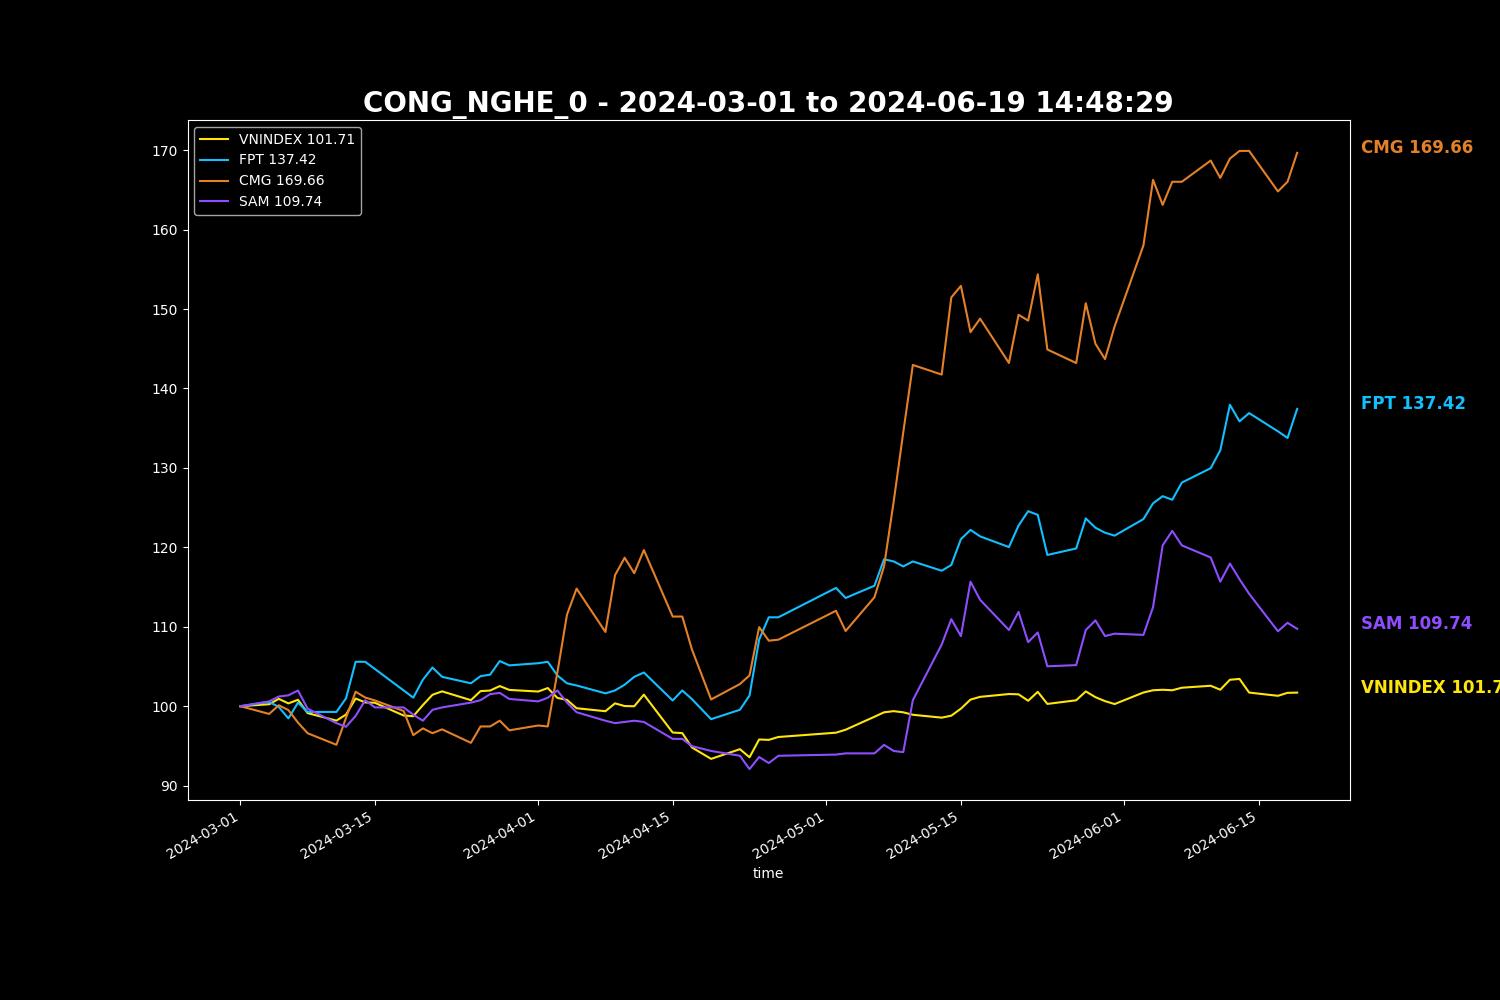 CONG_NGHE_0 - 2024-03-01 to 2024-06-19 14:48:29
VNINDEX 101.71
FPT 137.42
CMG 169.66
SAM 109.74
170
160
150
140
130
120
110
100
90
CMG 169.66
FPT 137.42
SAM 109.74
VNINDEX 101.7
2024-03-01
2024-03-15
2024-04-01
2024-04-15
2024-05-01
2024-05-15
2024-06-01
2024-06-15
time